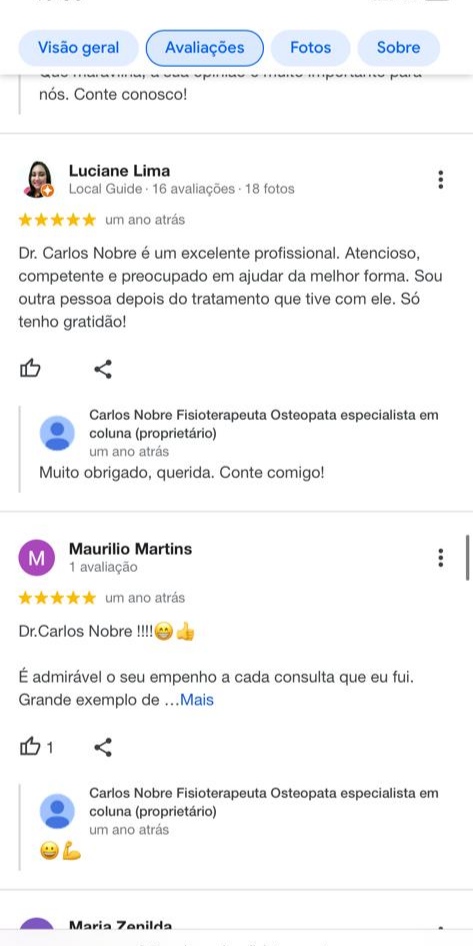 Visão geral
Avaliações
Fotos
Sobre
nós. Conte conosco!
Luciane Lima
Local Guide · 16 avaliações · 18 fotos
um ano atrás
Dr. Carlos Nobre é um excelente profissional. Atencioso,
competente e preocupado em ajudar da melhor forma. Sou
outra pessoa depois do tratamento que tive com ele. Só
tenho gratidão!
Carlos Nobre Fisioterapeuta Osteopata especialista em
coluna (proprietário)
um ano atrás
Muito obrigado, querida. Conte comigo!
M
Maurilio Martins
1 avaliação
um ano atrás
Dr.Carlos Nobre !!!!😁👍
É admirável o seu empenho a cada consulta que eu fui.
Grande exemplo de ...Mais
1
Carlos Nobre Fisioterapeuta Osteopata especialista em
coluna (proprietário)
um ano atrás
😀💪
Maria Zenilda